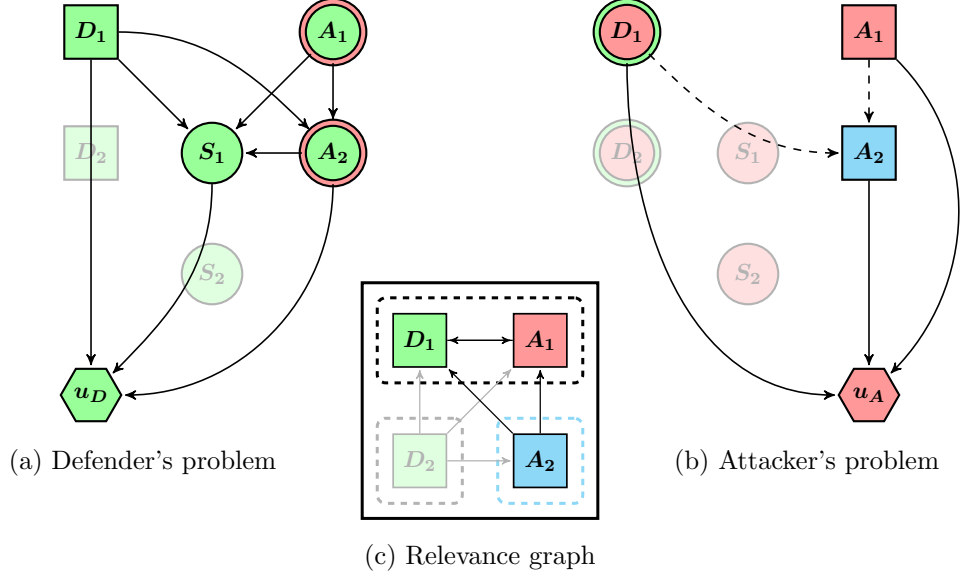 D1 A1 D1 A1
D2 S1 A2 D2 S1 A2
S2 S2
D1 A1
uD uA
(a) Defender's problem (b) Attacker's problem
D2 A2
(c) Relevance graph